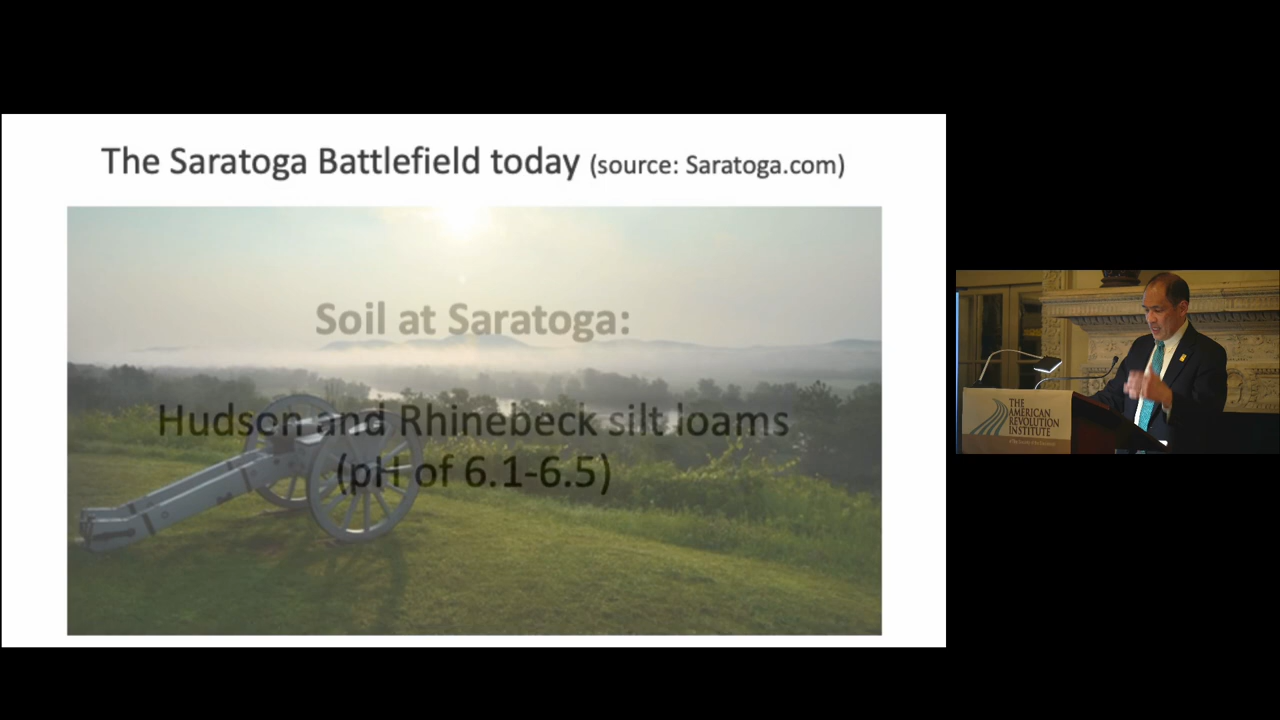 The Saratoga Battlefield today (source: Saratoga.com)
Soil at Saratoga:
Hudson and Rhinebeck silt loams
(pH of 6.1-6.5)
THE
AMERICAN
REVOLUTION
INSTITUTE